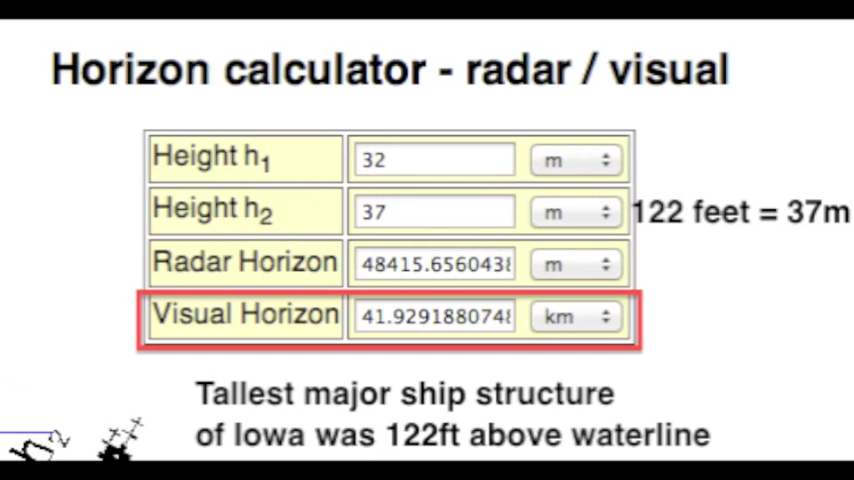 Horizon calculator - radar / visual
Height h1 32 m
Height h2 37 m 122 feet = 37m
Radar Horizon 48415.656043 m
Visual Horizon 41.929188074 km
Tallest major ship structure
of Iowa was 122ft above waterline
h2